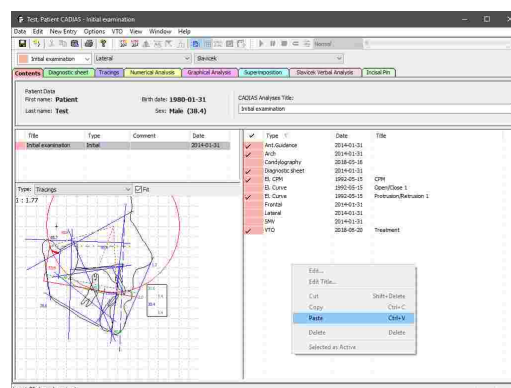 Test, Patient CADIAS - Initial examination
Data Edit New Entry Options VTO View Window Help
Normal
Initial examination Lateral Slavicek
Contents Diagnostic sheet Tracings Numerical Analysis Graphical Analysis Superimposition Slavicek Verbal Analysis Incisal Pin
Patient Data
First name: Patient Birth date: 1980-01-31
Last name: Test Sex: Male (38.4)
CADIAS Analyses Title:
Initial examination
Title Type Comment Date
Initial examination Initial 2014-01-31
Type: Tracings Fit
1 : 1.77
Type Date Title
Ant.Guidance 2014-01-31
Arch 2014-01-31
Condylography 2018-05-16
Diagnostic sheet 2014-01-31
El. CPM 1992-05-15 CPM
El. Curve 1992-05-15 Open/Close 1
El. Curve 1992-05-15 Protrusion/Retrusion 1
Frontal 2014-01-31
Lateral 2014-01-31
SMV 2014-01-31
VTO 2018-05-20 Treatment
Edit...
Edit Title...
Cut Shift+Delete
Copy Ctrl+C
Paste Ctrl+V
Delete Delete
Selected as Active